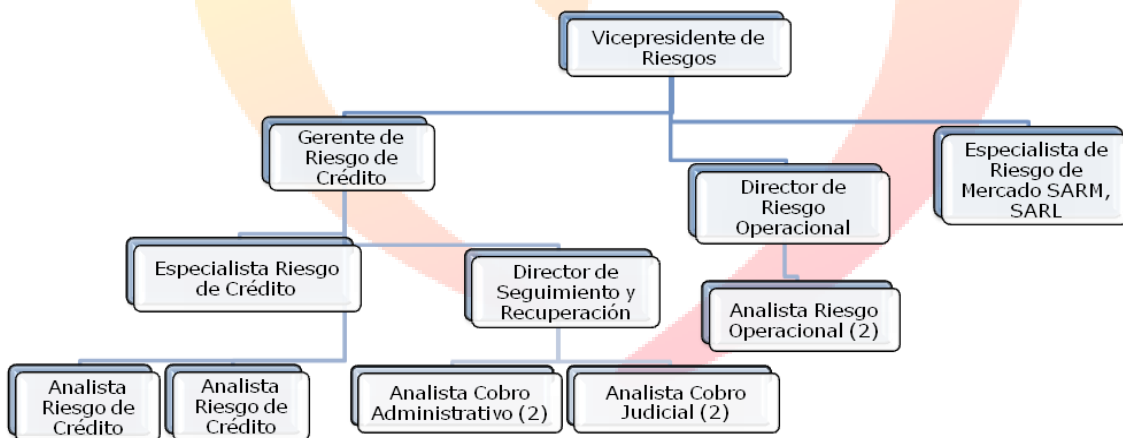 Vicepresidente de
Riesgos
Gerente de
Riesgo de
Crédito
Especialista de
Riesgo de
Mercado SARM,
SARL
Director de
Riesgo
Operacional
Especialista Riesgo
de Crédito
Director de
Seguimiento y
Recuperación
Analista Riesgo
Operacional (2)
Analista
Riesgo de
Crédito
Analista
Riesgo de
Crédito
Analista Cobro
Administrativo (2)
Analista Cobro
Judicial (2)